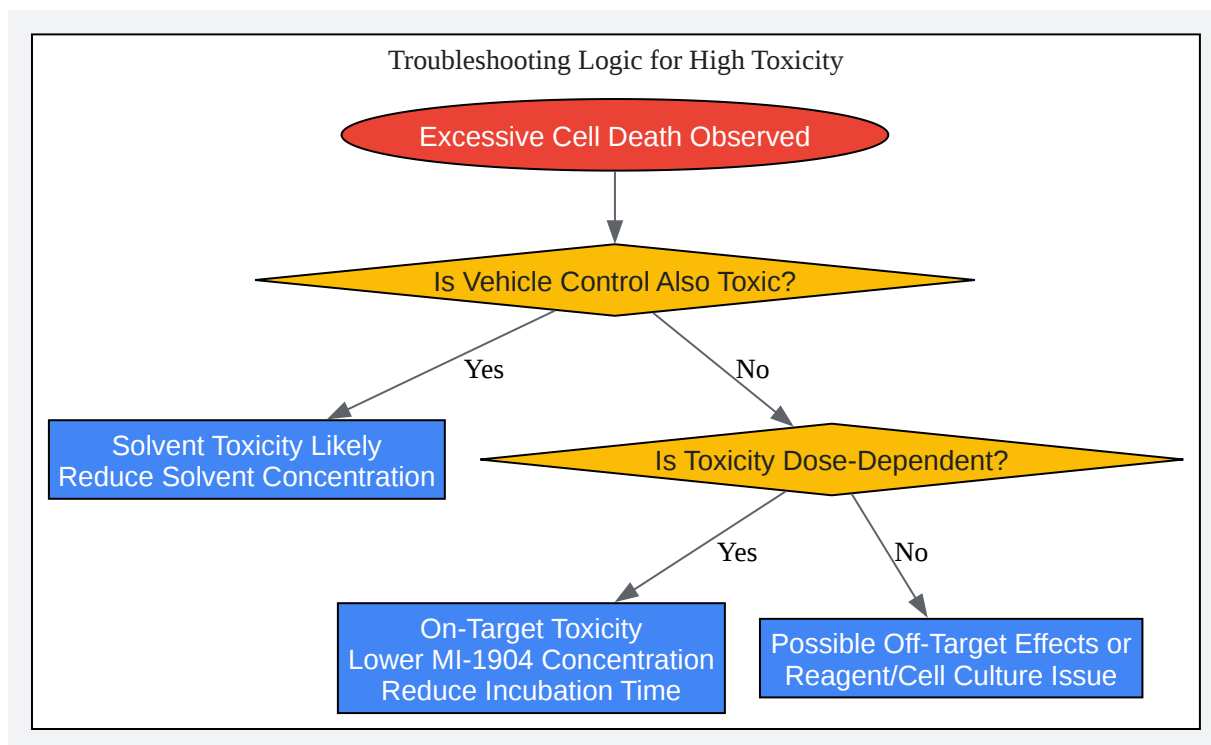 Troubleshooting Logic for High Toxicity
Excessive Cell Death Observed
Is Vehicle Control Also Toxic?
Yes
No
Solvent Toxicity Likely
Reduce Solvent Concentration
Is Toxicity Dose-Dependent?
Yes
No
On-Target Toxicity
Lower MI-1904 Concentration
Reduce Incubation Time
Possible Off-Target Effects or
Reagent/Cell Culture Issue